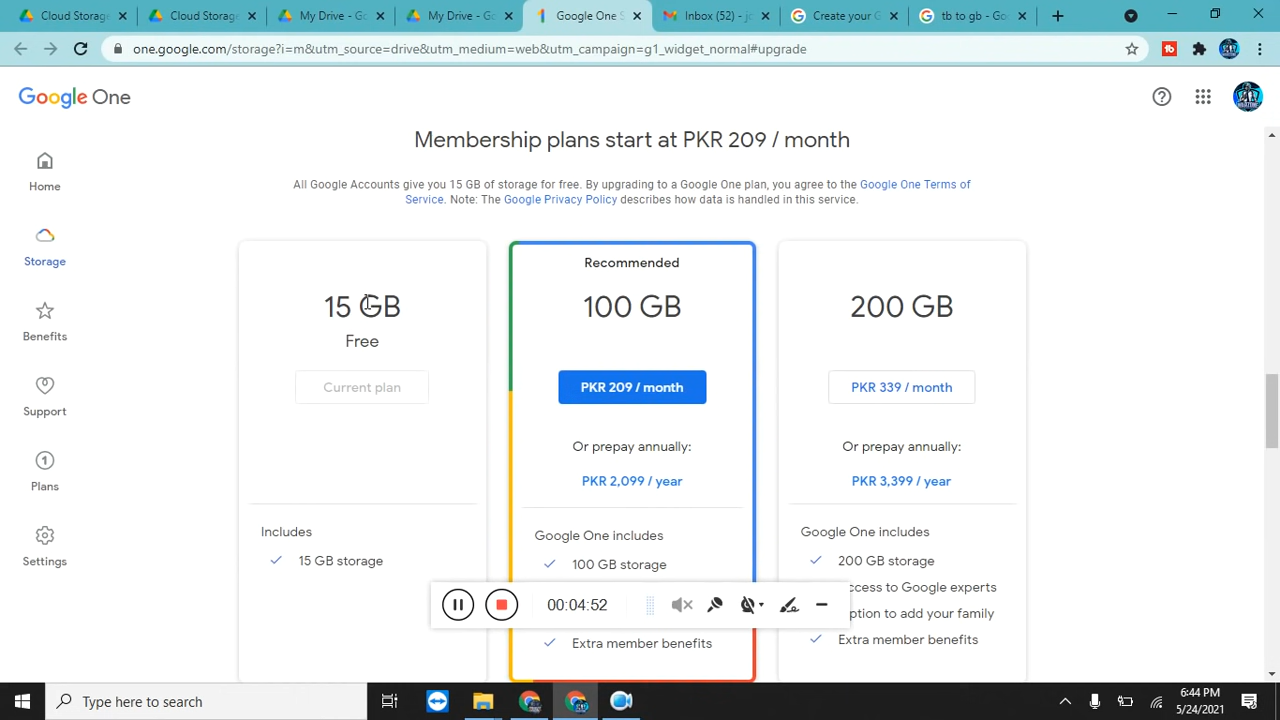 Cloud Storage
Cloud Storage
My Drive - Go
My Drive - Go
Google One S
Inbox (52) - jo
Create your G
tb to gb - Goo
one.google.com/storage?i=m&utm_source=drive&utm_medium=web&utm_campaign=g1_widget_normal#upgrade
Google One
Home
Storage
Benefits
Support
Plans
Settings
Membership plans start at PKR 209 / month
All Google Accounts give you 15 GB of storage for free. By upgrading to a Google One plan, you agree to the Google One Terms of
Service. Note: The Google Privacy Policy describes how data is handled in this service.
15 GB
Free
Current plan
Includes
15 GB storage
Recommended
100 GB
PKR 209 / month
Or prepay annually:
PKR 2,099 / year
Google One includes
100 GB storage
Extra member benefits
200 GB
PKR 339 / month
Or prepay annually:
PKR 3,399 / year
Google One includes
200 GB storage
ccess to Google experts
ption to add your family
Extra member benefits
00:04:52
Type here to search
6:44 PM
5/24/2021